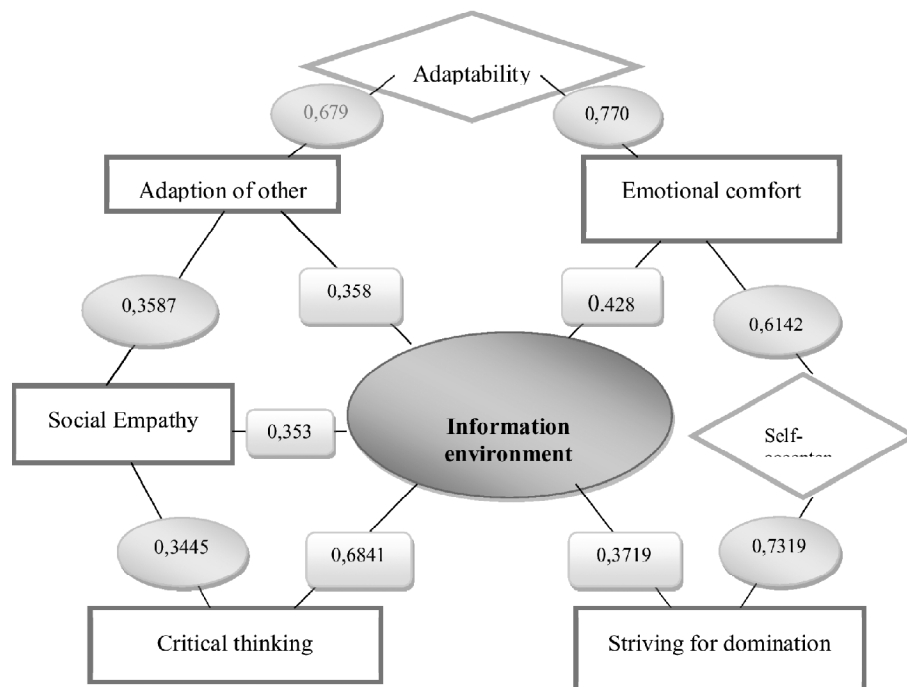 Adaptability
0,679
0,770
Adaption of other
Emotional comfort
0,358
0.428
0,3587
0,6142
Social Empathy
0,353
Information
environment
Self-
0,3445
0,6841
0,3719
0,7319
Critical thinking
Striving for domination